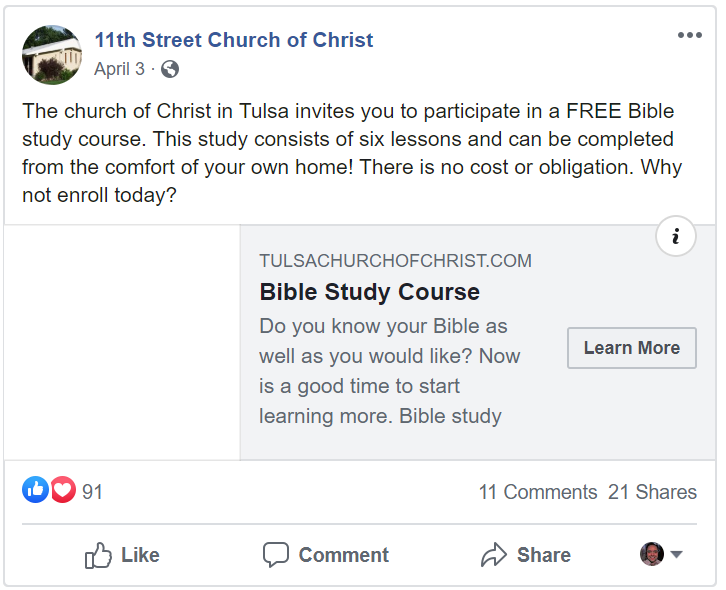 11th Street Church of Christ
April 3 ·
The church of Christ in Tulsa invites you to participate in a FREE Bible
study course. This study consists of six lessons and can be completed
from the comfort of your own home! There is no cost or obligation. Why
not enroll today?
i
TULSACHURCHOFCHRIST.COM
Bible Study Course
Do you know your Bible as
well as you would like? Now
is a good time to start
learning more. Bible study
Learn More
91
11 Comments 21 Shares
Like
Comment
Share